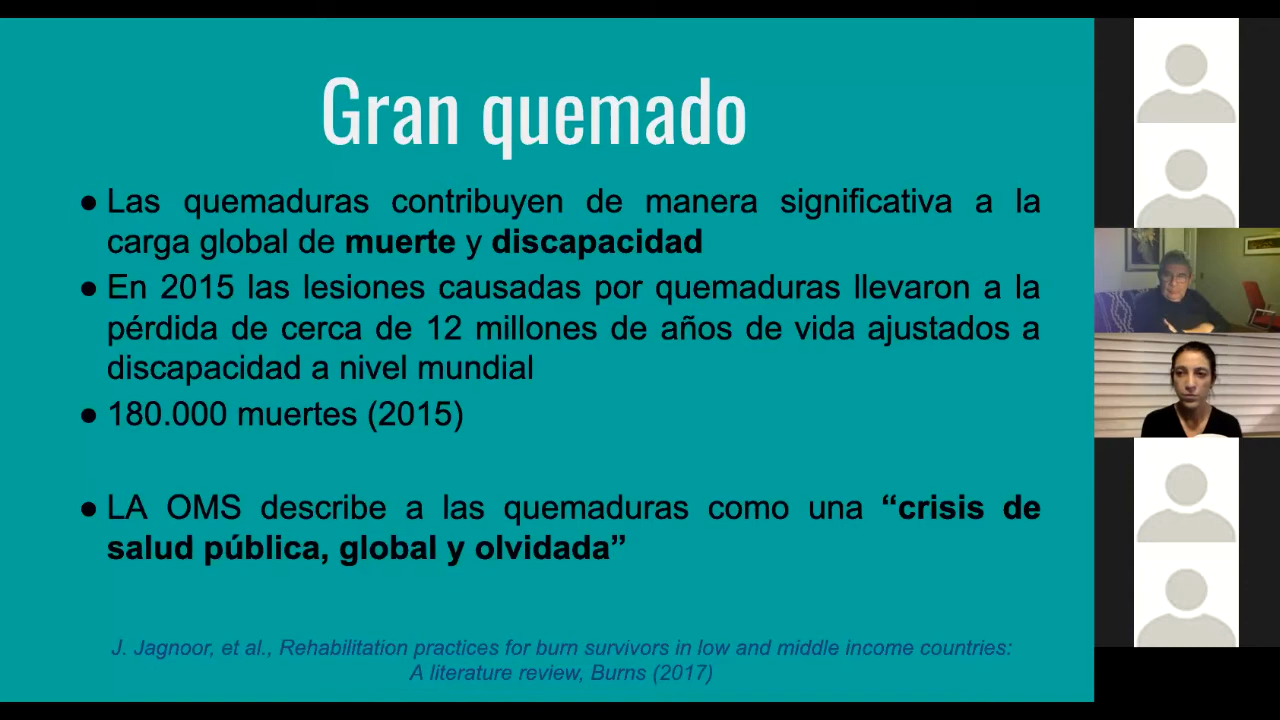 Gran quemado
● Las quemaduras contribuyen de manera significativa a la
carga global de muerte y discapacidad
● En 2015 las lesiones causadas por quemaduras llevaron a la
pérdida de cerca de 12 millones de años de vida ajustados a
discapacidad a nivel mundial
● 180.000 muertes (2015)
● LA OMS describe a las quemaduras como una “crisis de
salud pública, global y olvidada”
J. Jagnoor, et al., Rehabilitation practices for burn survivors in low and middle income countries:
A literature review, Burns (2017)